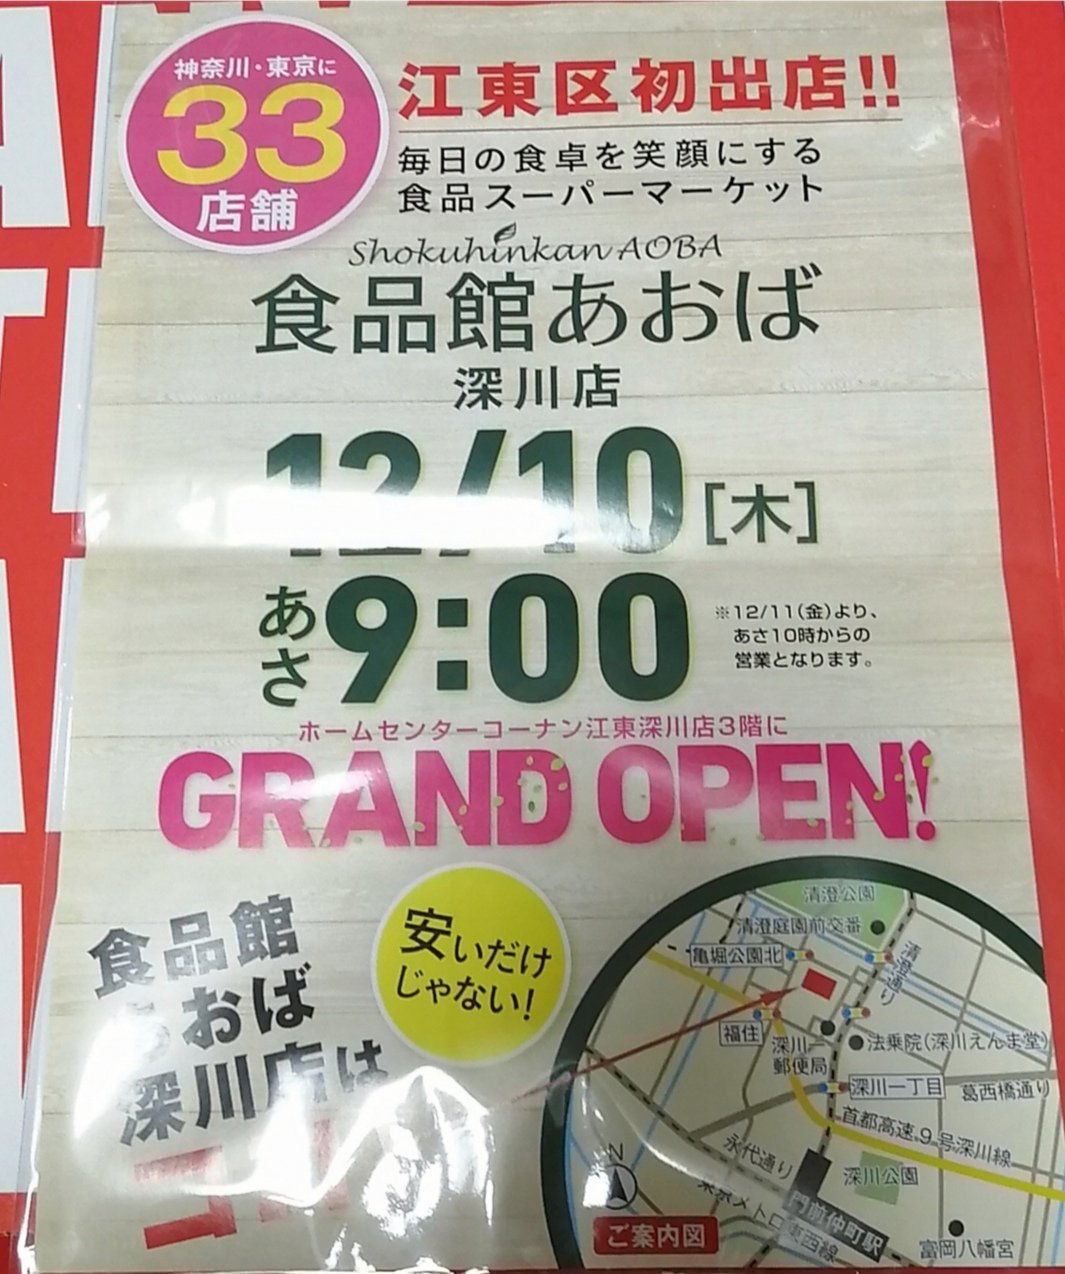 神奈川・東京に
33
店舗
江東区初出店!!
毎日の食卓を笑顔にする
食品スーパーマーケット
Shokuhinkan AOBA
食品館あおば
深川店
12/10[木]
あさ9:00
※12/11(金)より、
あさ10時からの
営業となります。
ホームセンターコーナン江東深川店3階に
GRAND OPEN!
食品館
あおば
深川店は
安いだけ
じゃない!
清澄公園
清澄庭園前交番
亀堀公園北
清澄通り
福住
深川一
郵便局
法乗院(深川えんま堂)
深川一丁目
葛西橋通り
首都高速9号深川線
永代通り
深川公園
東京メトロ東西線
門前仲町駅
富岡八幡宮
N
ご案内図